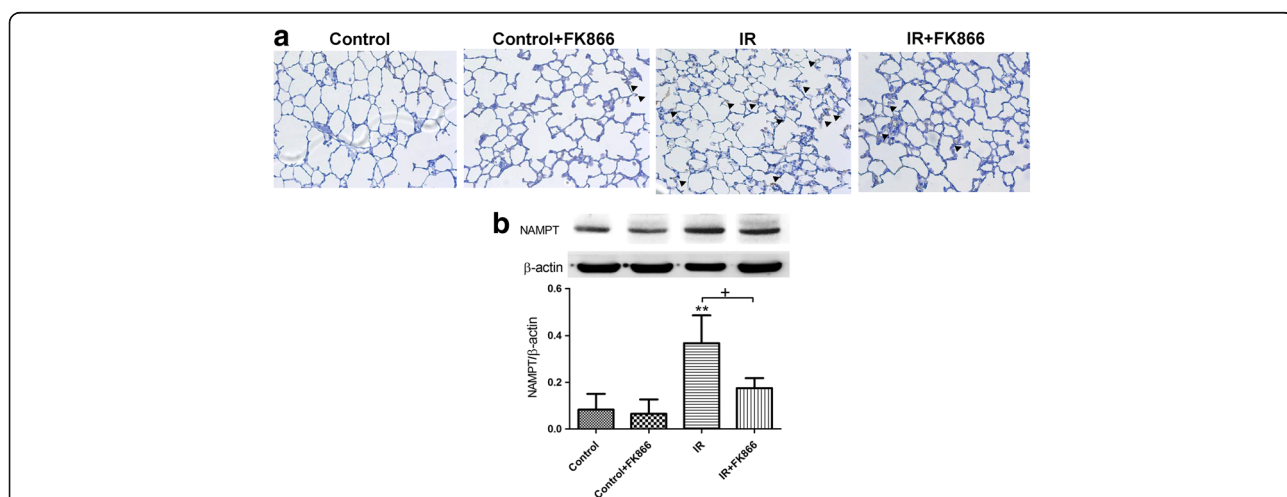 a
Control
Control+FK866
IR
IR+FK866
b
NAMPT
β-actin
NAMPT/β-actin
0.6
0.4
0.2
0.0
+
**
Control
Control+FK866
IR
IR+FK866